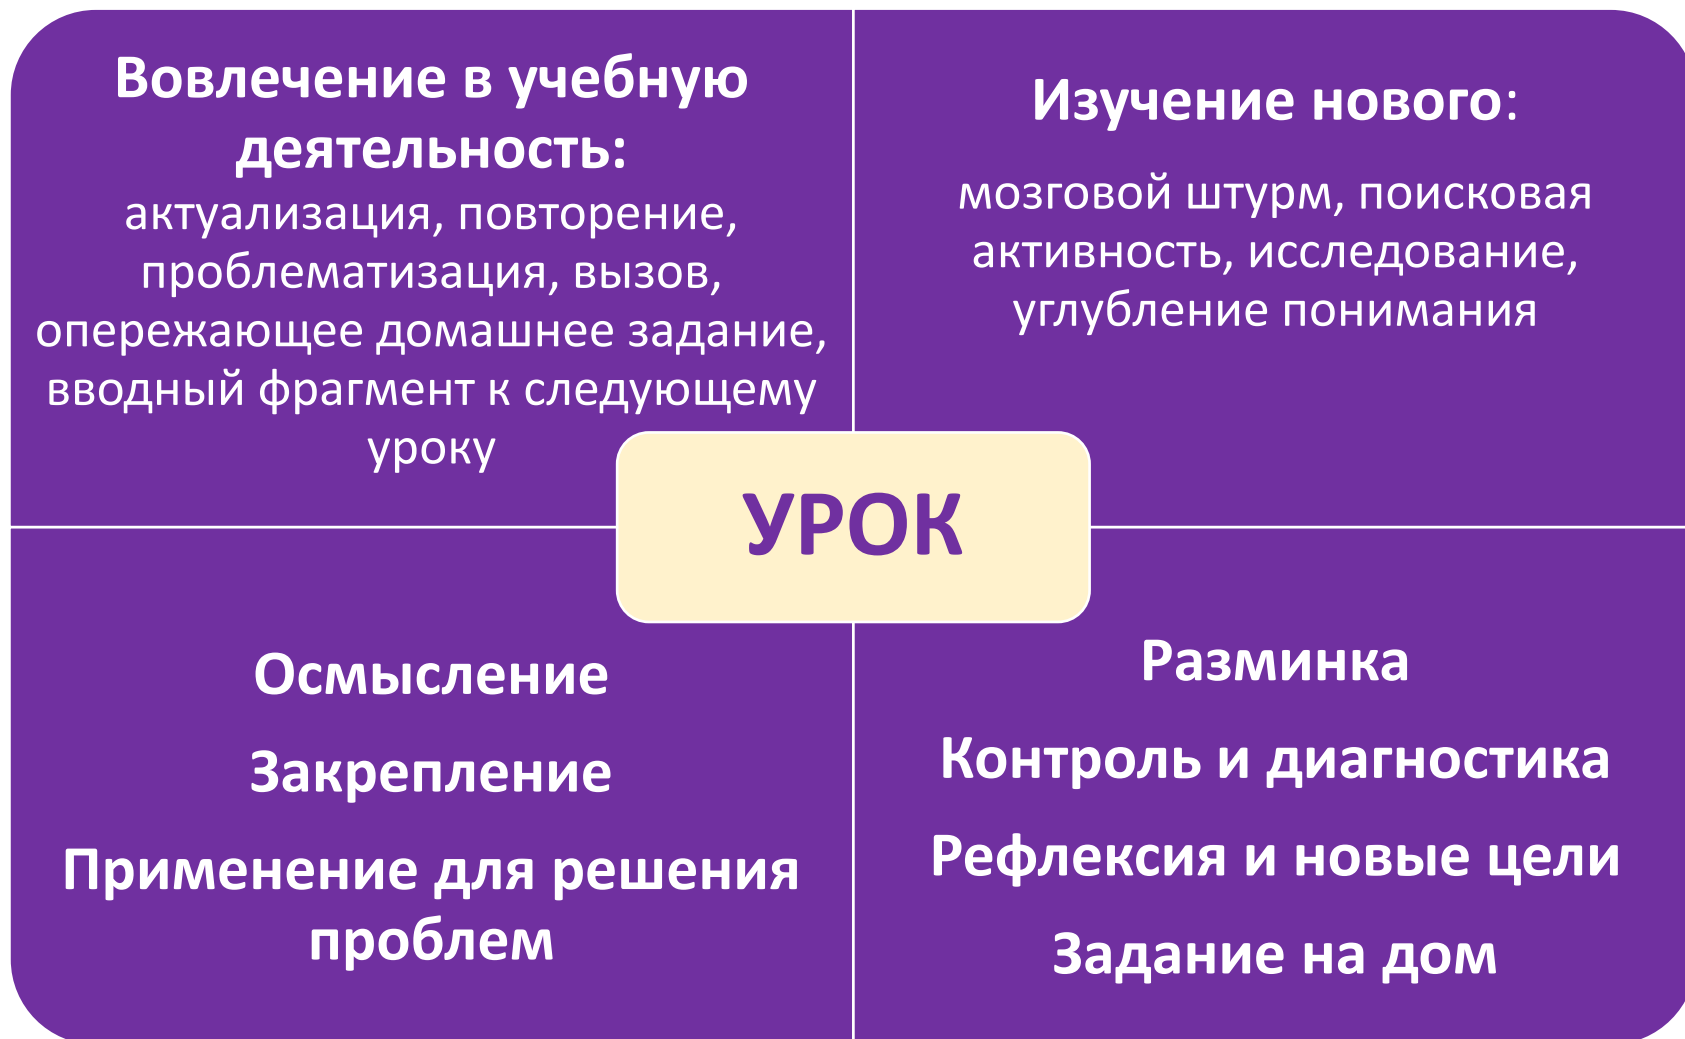 Вовлечение в учебную
деятельность:
актуализация, повторение,
проблематизация, вызов,
опережающее домашнее задание,
вводный фрагмент к следующему
уроку
Изучение нового:
мозговой штурм, поисковая
активность, исследование,
углубление понимания
УРОК
Осмысление
Закрепление
Применение для решения
проблем
Разминка
Контроль и диагностика
Рефлексия и новые цели
Задание на дом